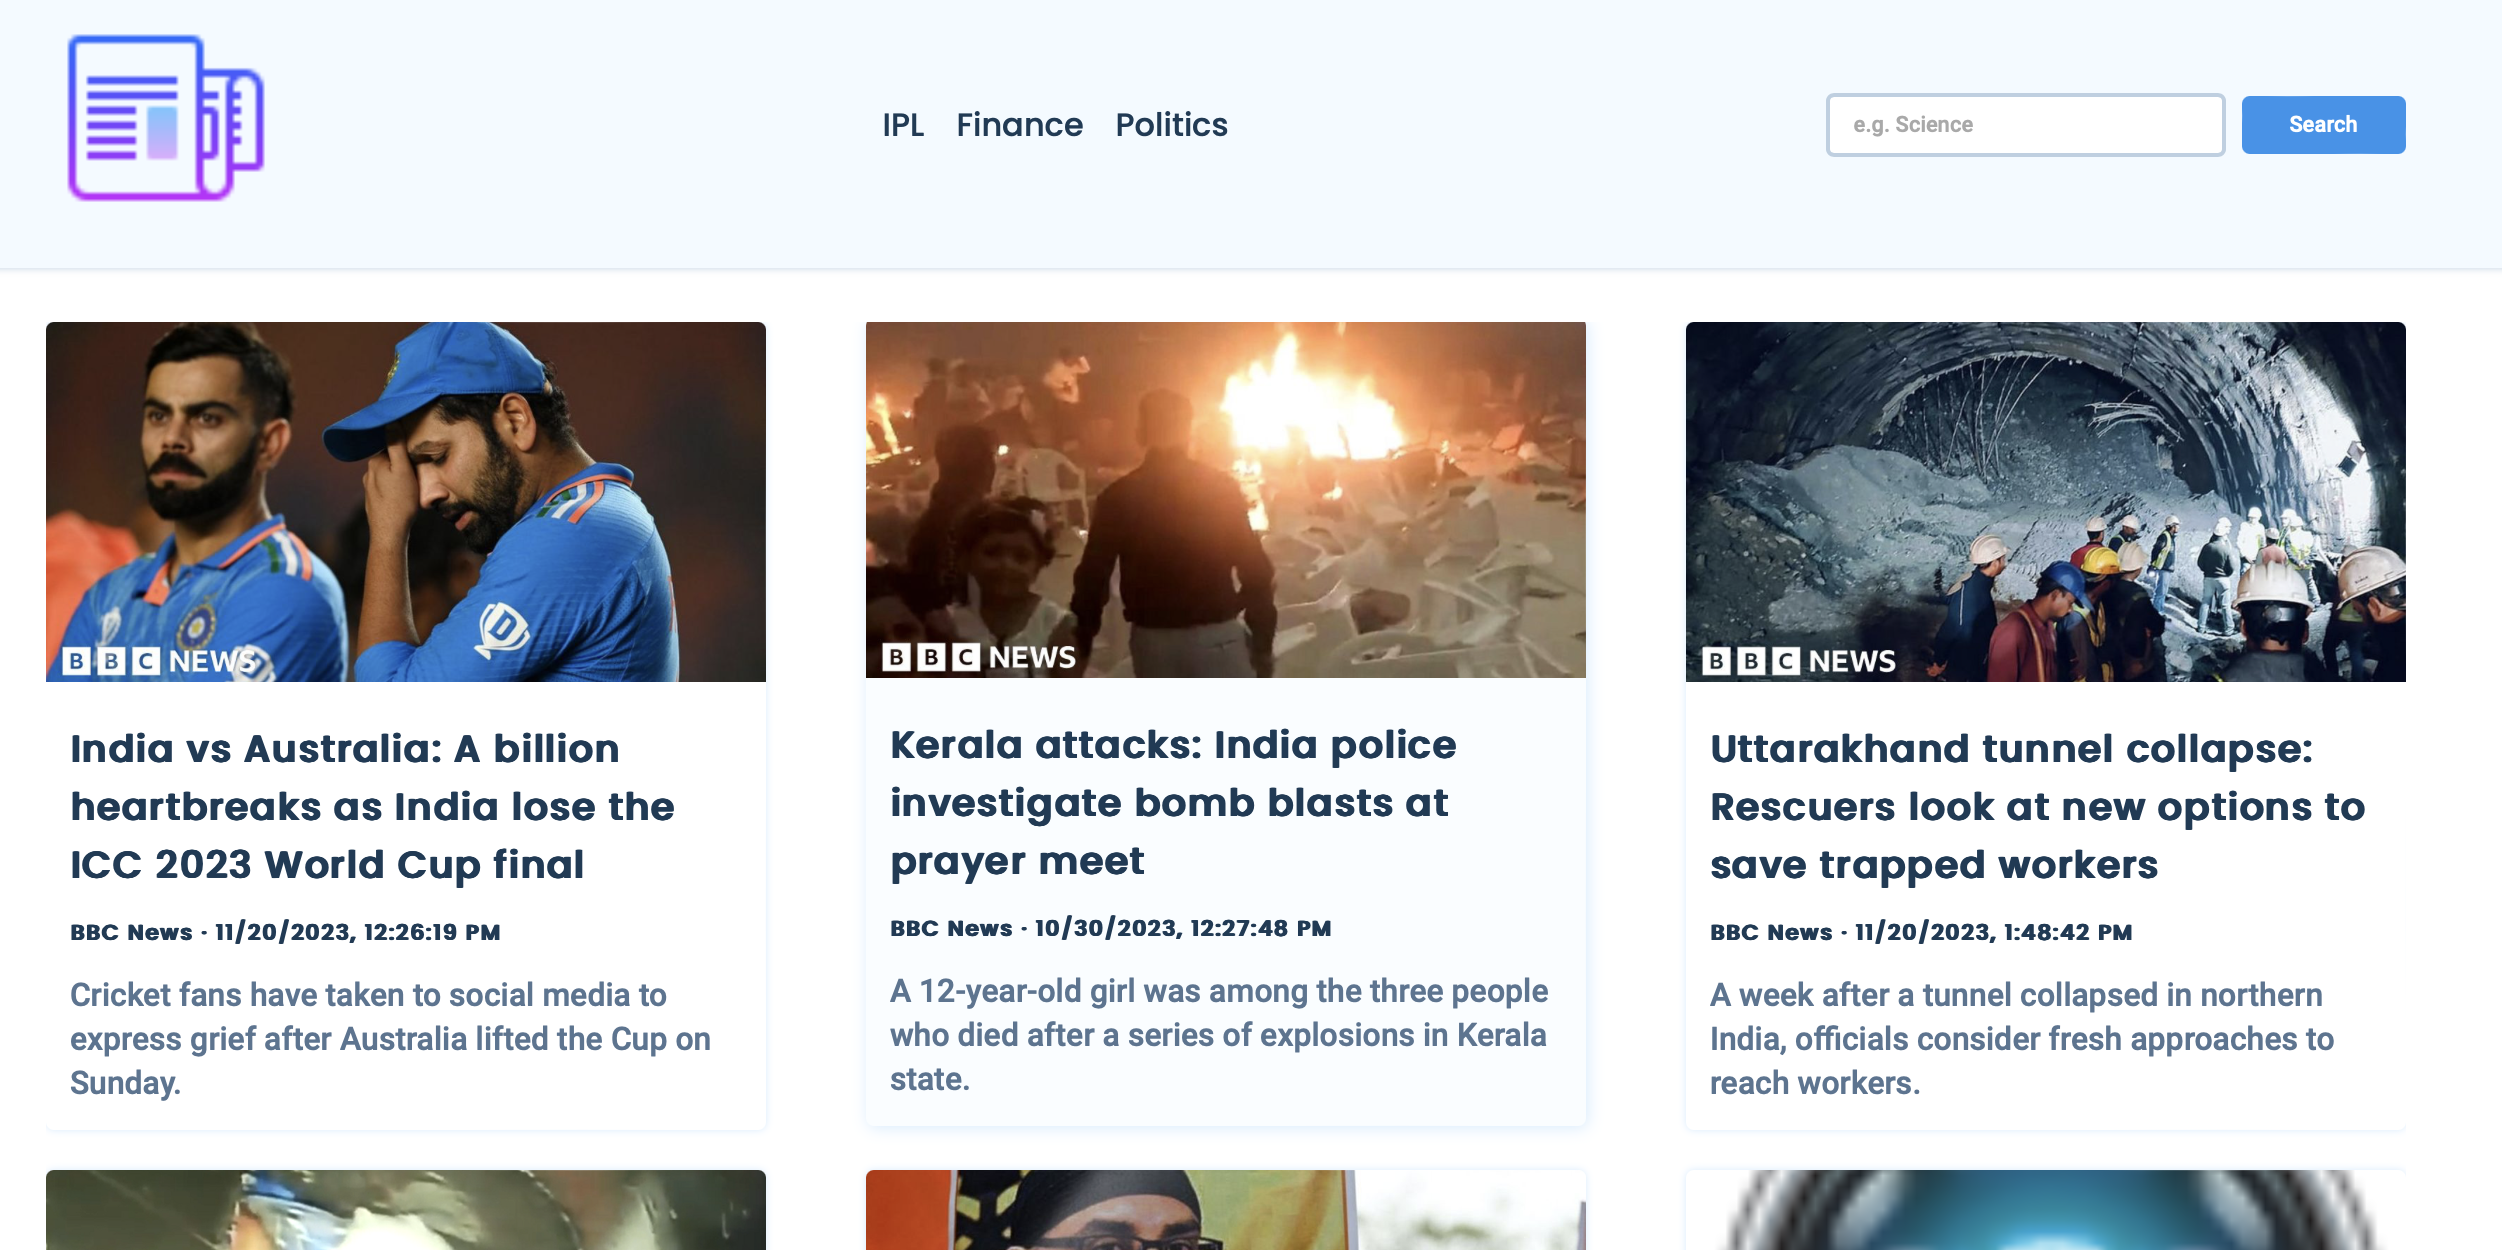 IPL Finance Politics
e.g. Science
Search
BBC NEWS
India vs Australia: A billion
heartbreaks as India lose the
ICC 2023 World Cup final
BBC News · 11/20/2023, 12:26:19 PM
Cricket fans have taken to social media to
express grief after Australia lifted the Cup on
Sunday.
BBC NEWS
Kerala attacks: India police
investigate bomb blasts at
prayer meet
BBC News · 10/30/2023, 12:27:48 PM
A 12-year-old girl was among the three people
who died after a series of explosions in Kerala
state.
BBC NEWS
Uttarakhand tunnel collapse:
Rescuers look at new options to
save trapped workers
BBC News · 11/20/2023, 1:48:42 PM
A week after a tunnel collapsed in northern
India, officials consider fresh approaches to
reach workers.